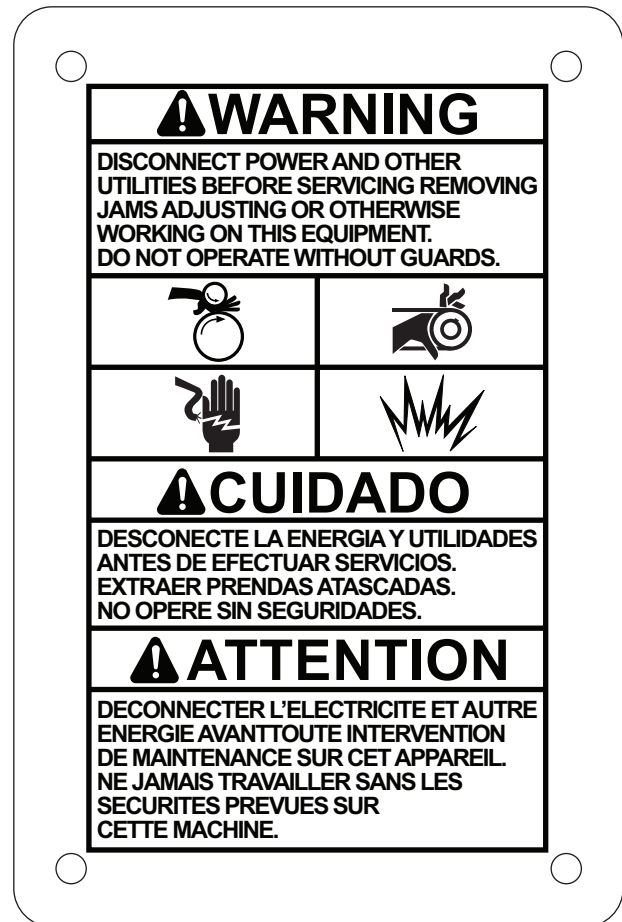 WARNING
DISCONNECT POWER AND OTHER
UTILITIES BEFORE SERVICING REMOVING
JAMS ADJUSTING OR OTHERWISE
WORKING ON THIS EQUIPMENT.
DO NOT OPERATE WITHOUT GUARDS.
CUIDADO
DESCONECTE LA ENERGIA Y UTILIDADES
ANTES DE EFECTUAR SERVICIOS.
EXTRAER PRENDAS ATASCADAS.
NO OPERE SIN SEGURIDADES.
ATTENTION
DECONNECTER L'ELECTRICITE ET AUTRE
ENERGIE AVANTTOUTE INTERVENTION
DE MAINTENANCE SUR CET APPAREIL.
NE JAMAIS TRAVAILLER SANS LES
SECURITES PREVUES SUR
CETTE MACHINE.